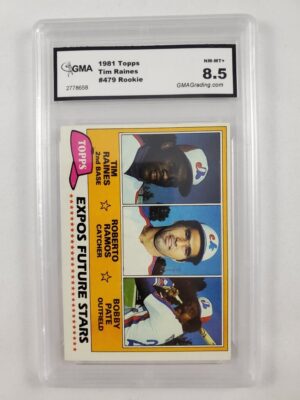 GMA
2778658
1981 Topps
Tim Raines
#479 Rookie
NM-MT+
8.5
GMAGrading.com
TIM
RAINES
2nd BASE
ROBERTO
RAMOS
CATCHER
BOBBY
PATE
OUTFIELD
TOPPS
EXPOS FUTURE STARS